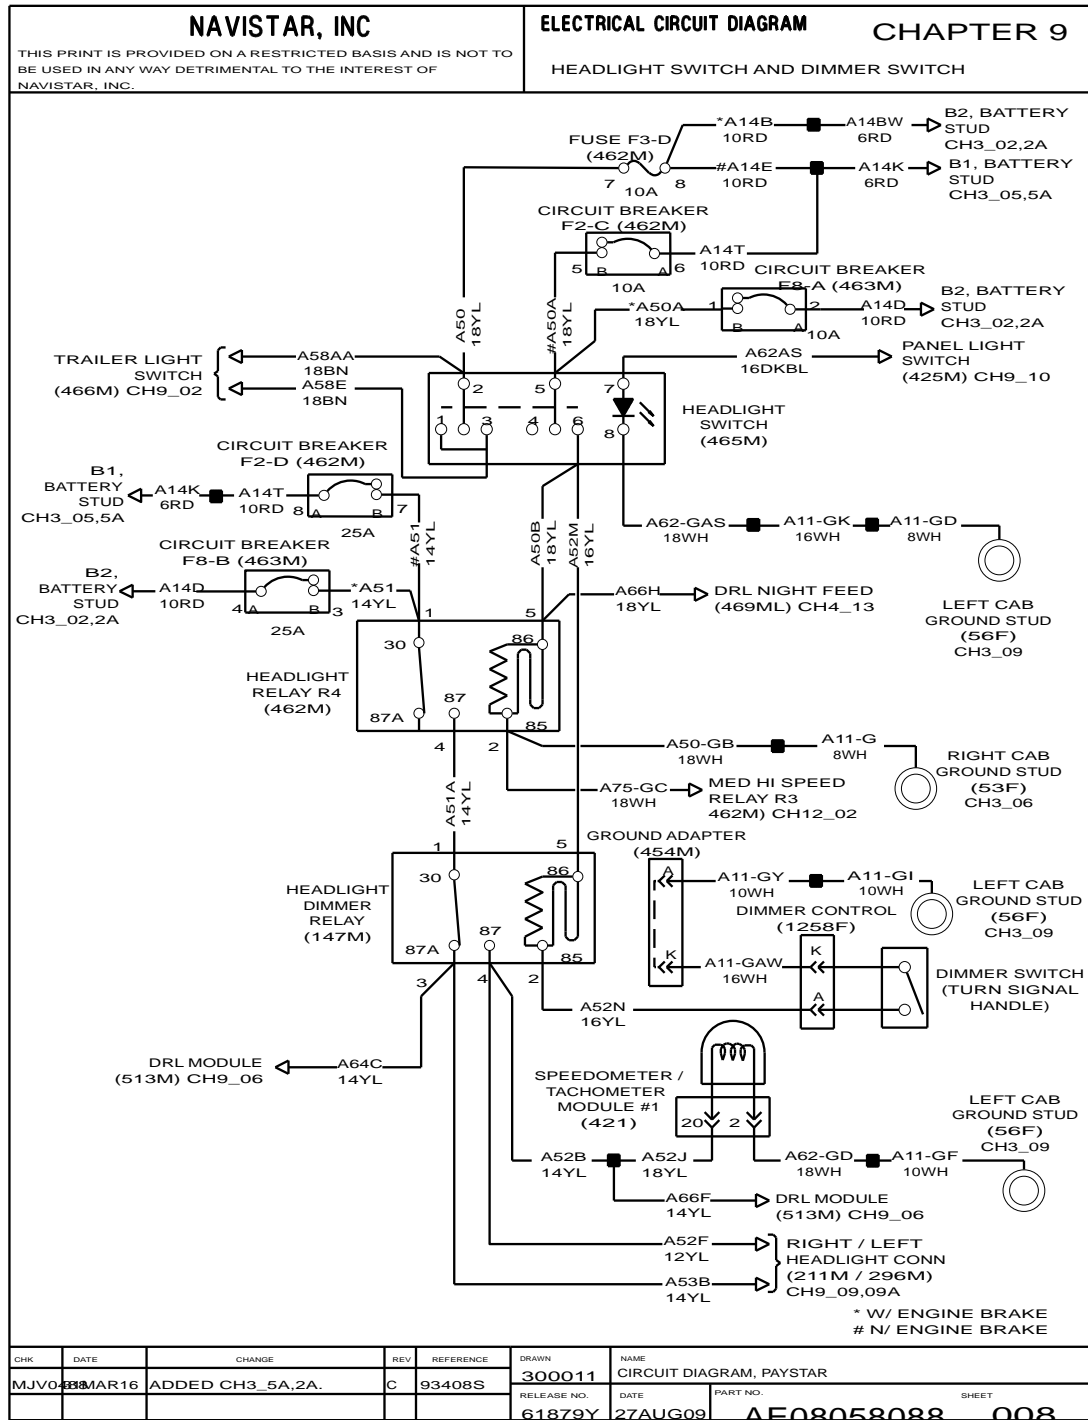 NAVISTAR, INC
THIS PRINT IS PROVIDED ON A RESTRICTED BASIS AND IS NOT TO
BE USED IN ANY WAY DETRIMENTAL TO THE INTEREST OF
NAVISTAR, INC.
ELECTRICAL CIRCUIT DIAGRAM
CHAPTER 9
HEADLIGHT SWITCH AND DIMMER SWITCH
*A14B
10RD
A14BW
6RD
B2, BATTERY
STUD
CH3_02,2A
FUSE F3-D
(462M)
7
8
10A
#A14E
10RD
A14K
6RD
B1, BATTERY
STUD
CH3_05,5A
CIRCUIT BREAKER
F2-C (462M)
5
B
A
6
10A
A14T
10RD
CIRCUIT BREAKER
F8-A (463M)
1
2
B
A
10A
A14D
10RD
B2, BATTERY
STUD
CH3_02,2A
A50
18YL
#A50A
18YL
*A50A
18YL
TRAILER LIGHT
SWITCH
(466M) CH9_02
A58AA
18BN
A58E
18BN
A62AS
16DKBL
PANEL LIGHT
SWITCH
(425M) CH9_10
2
5
7
1
3
4
6
8
HEADLIGHT
SWITCH
(465M)
CIRCUIT BREAKER
F2-D (462M)
B1,
BATTERY
STUD
CH3_05,5A
A14K
6RD
A14T
10RD
8
A
B
7
25A
#A51
14YL
A50B
18YL
A52M
16YL
A62-GAS
18WH
A11-GK
16WH
A11-GD
8WH
LEFT CAB
GROUND STUD
(56F)
CH3_09
CIRCUIT BREAKER
F8-B (463M)
B2,
BATTERY
STUD
CH3_02,2A
A14D
10RD
4
A
B
3
25A
*A51
14YL
A66H
18YL
DRL NIGHT FEED
(469ML) CH4_13
1
5
30
86
87
87A
85
4
2
HEADLIGHT
RELAY R4
(462M)
A50-GB
18WH
A11-G
8WH
RIGHT CAB
GROUND STUD
(53F)
CH3_06
A75-GC
18WH
MED HI SPEED
RELAY R3
462M) CH12_02
A51A
14YL
1
5
30
86
87
87A
85
3
4
2
HEADLIGHT
DIMMER
RELAY
(147M)
GROUND ADAPTER
(454M)
A
K
A11-GY
10WH
A11-GI
10WH
LEFT CAB
GROUND STUD
(56F)
CH3_09
DIMMER CONTROL
(1258F)
A11-GAW
16WH
K
A
DIMMER SWITCH
(TURN SIGNAL
HANDLE)
A52N
16YL
DRL MODULE
(513M) CH9_06
A64C
14YL
SPEEDOMETER /
TACHOMETER
MODULE #1
(421)
20
2
A52B
14YL
A52J
18YL
A62-GD
18WH
A11-GF
10WH
LEFT CAB
GROUND STUD
(56F)
CH3_09
A66F
14YL
DRL MODULE
(513M) CH9_06
A52F
12YL
A53B
14YL
RIGHT / LEFT
HEADLIGHT CONN
(211M / 296M)
CH9_09,09A
* W/ ENGINE BRAKE
# N/ ENGINE BRAKE
CHK
DATE
CHANGE
REV
REFERENCE
ADDED CH3_5A,2A.
C
93408S
DRAWN
300011
NAME
CIRCUIT DIAGRAM, PAYSTAR
RELEASE NO.
61879Y
DATE
27AUG09
PART NO.
AE08058088
SHEET
008